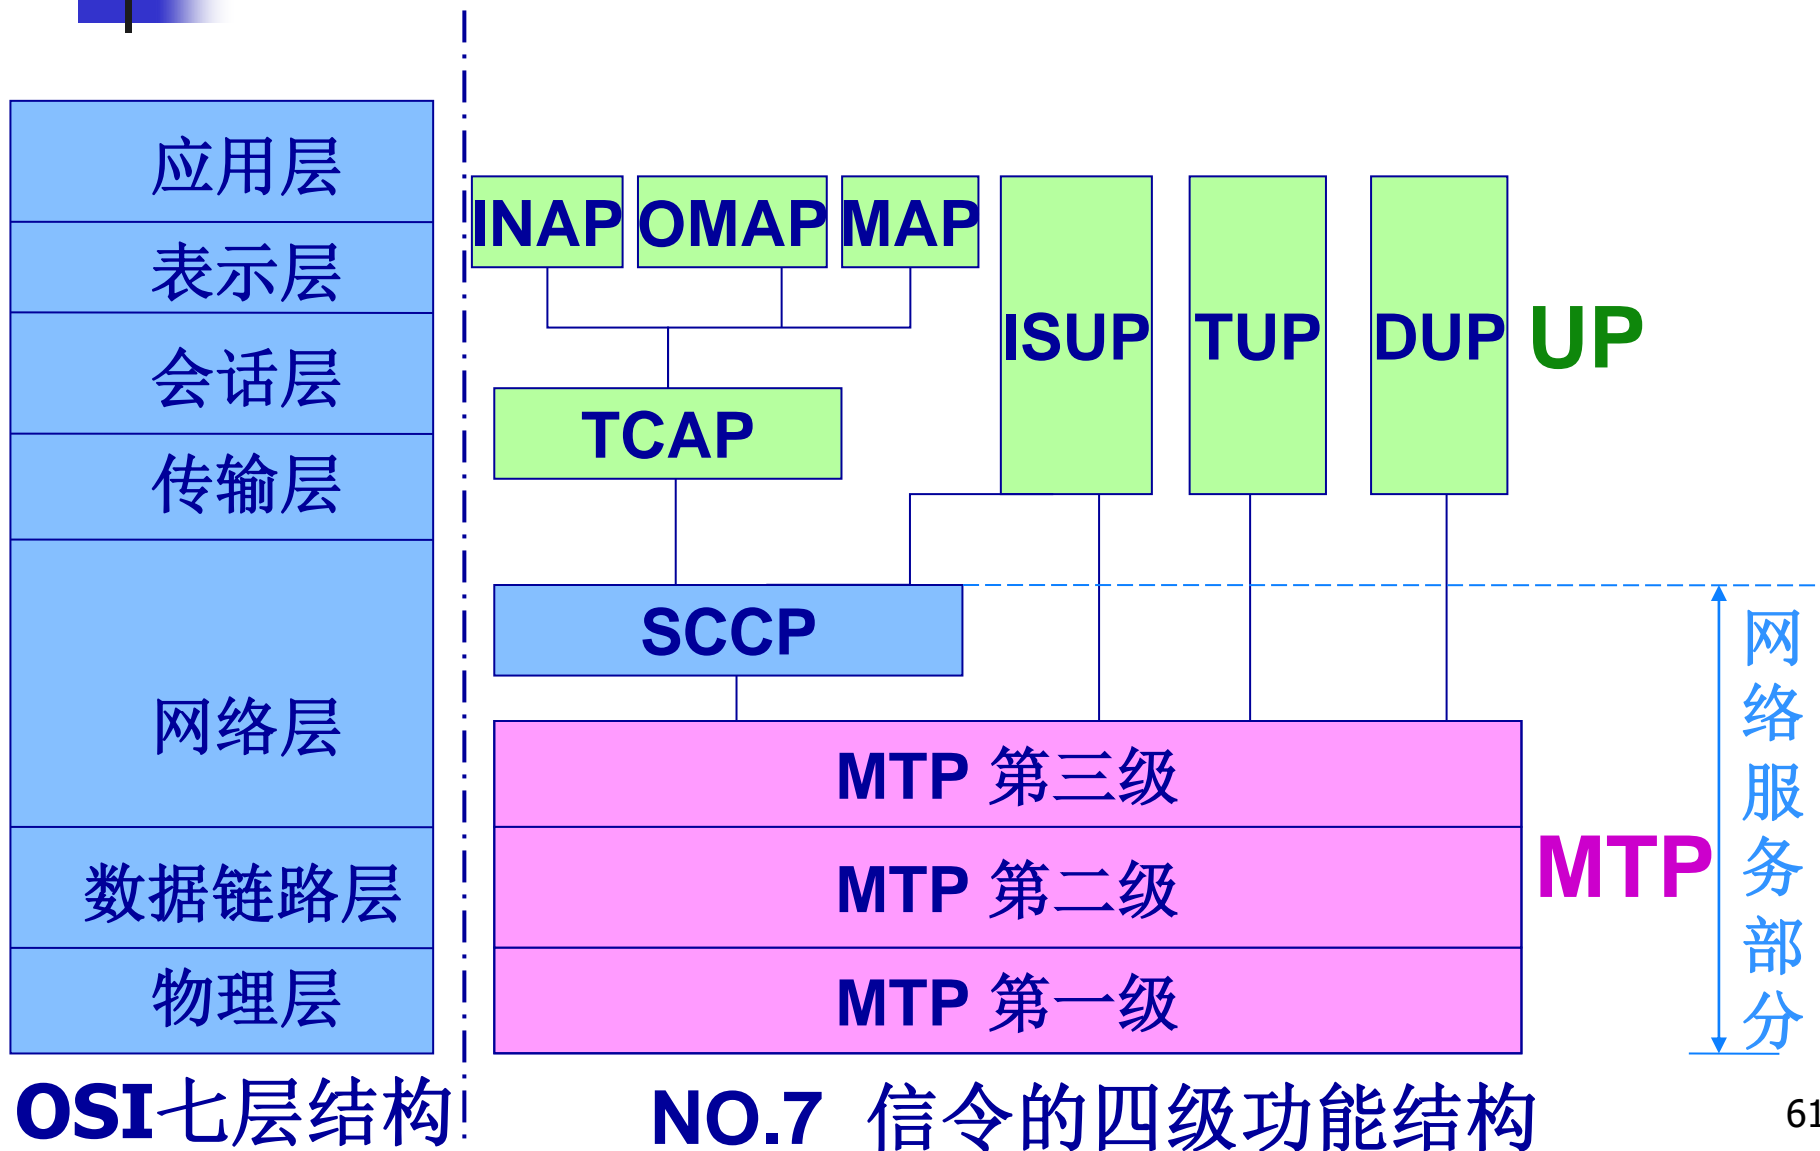 应用层
表示层
会话层
传输层
网络层
数据链路层
物理层
INAP
OMAP
MAP
ISUP
TUP
DUP
UP
TCAP
SCCP
MTP 第三级
MTP 第二级
MTP 第一级
MTP
网络服务部分
OSI七层结构
NO.7 信令的四级功能结构
61